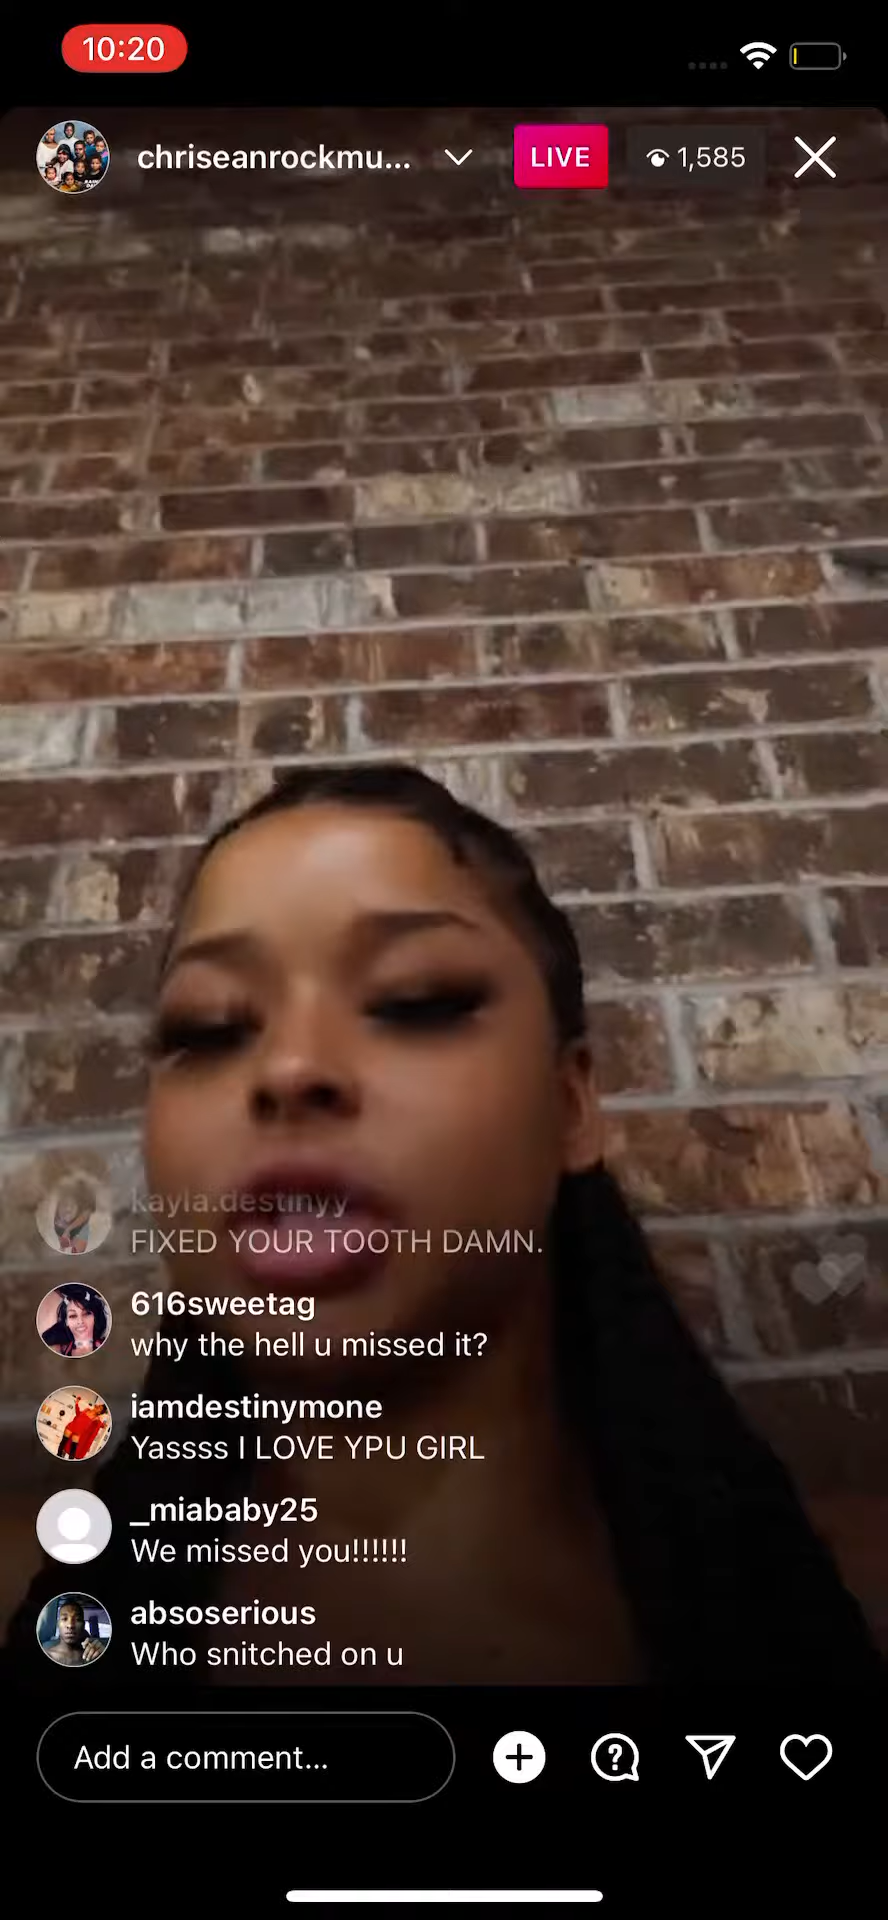 10:20
chriseanrockmu...
LIVE
1,585
kayla.destinyy
FIXED YOUR TOOTH DAMN.
616sweetag
why the hell u missed it?
iamdestinymone
Yassss I LOVE YPU GIRL
_miababy25
We missed you!!!!!!
absoserious
Who snitched on u
Add a comment...